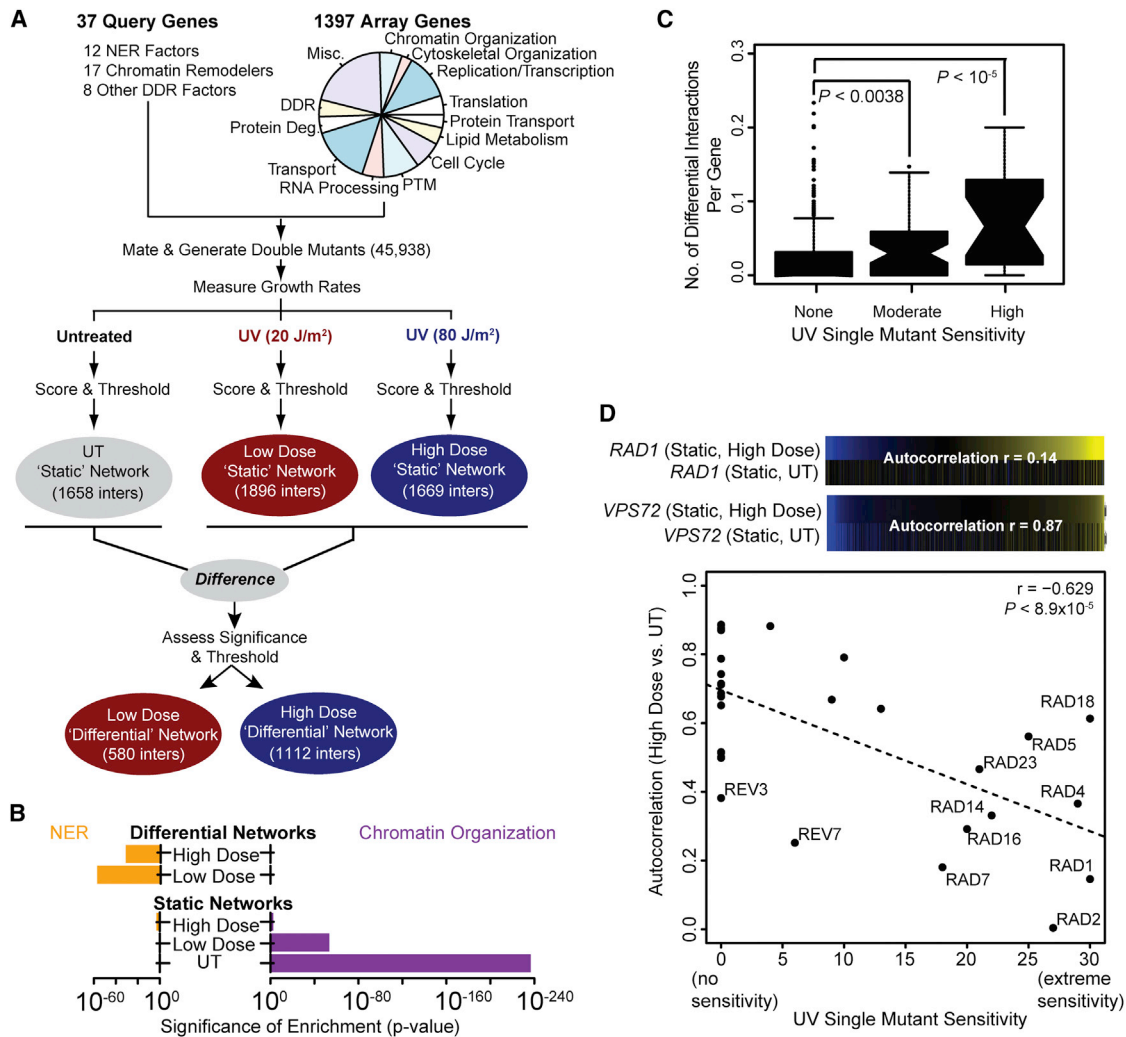 A
37 Query Genes
12 NER Factors
17 Chromatin Remodelers
8 Other DDR Factors
1397 Array Genes
Chromatin Organization
Cytoskeletal Organization
Replication/Transcription
Translation
Protein Transport
Lipid Metabolism
Cell Cycle
PTM
RNA Processing
Transport
Protein Deg.
DDR
Misc.
Mate & Generate Double Mutants (45,938)
Measure Growth Rates
Untreated
UV (20 J/m²)
UV (80 J/m²)
Score & Threshold
Score & Threshold
Score & Threshold
UT
‘Static’ Network
(1658 inters)
Low Dose
‘Static’ Network
(1896 inters)
High Dose
‘Static’ Network
(1669 inters)
Difference
Assess Significance
& Threshold
Low Dose
‘Differential’ Network
(580 inters)
High Dose
‘Differential’ Network
(1112 inters)
B
NER
Differential Networks
Chromatin Organization
High Dose
Low Dose
Static Networks
High Dose
Low Dose
UT
10⁻⁶⁰ 10⁰ 10⁰ 10⁻⁸⁰ 10⁻¹⁶⁰ 10⁻²⁴⁰
Significance of Enrichment (p-value)
C
No. of Differential Interactions
Per Gene
0.3
0.2
0.1
0.0
P < 0.0038
P < 10⁻⁵
None Moderate High
UV Single Mutant Sensitivity
D
RAD1 (Static, High Dose)
RAD1 (Static, UT)
Autocorrelation r = 0.14
VPS72 (Static, High Dose)
VPS72 (Static, UT)
Autocorrelation r = 0.87
Autocorrelation (High Dose vs. UT)
1.0
0.8
0.6
0.4
0.2
0.0
r = −0.629
P < 8.9x10⁻⁵
RAD18
RAD5
RAD23
RAD4
REV3
RAD14
RAD16
REV7
RAD7
RAD1
RAD2
0 5 10 15 20 25 30
(no
sensitivity)
(extreme
sensitivity)
UV Single Mutant Sensitivity